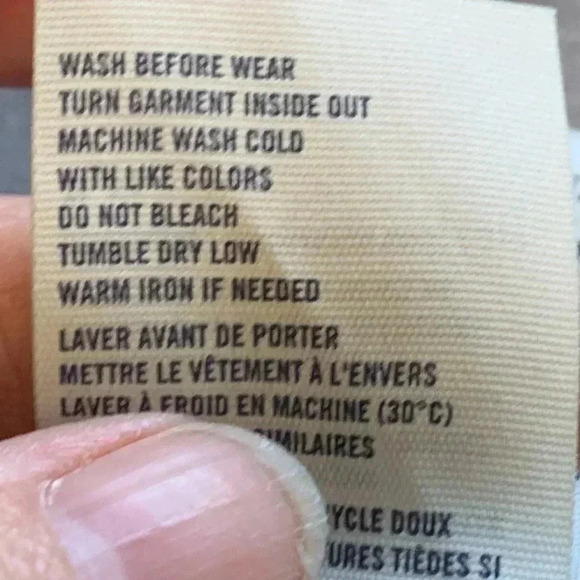 WASH BEFORE WEAR
TURN GARMENT INSIDE OUT
MACHINE WASH COLD
WITH LIKE COLORS
DO NOT BLEACH
TUMBLE DRY LOW
WARM IRON IF NEEDED
LAVER AVANT DE PORTER
METTRE LE VÊTEMENT À L'ENVERS
LAVER À FROID EN MACHINE (30°C)
DOUX
TIÈDES SI